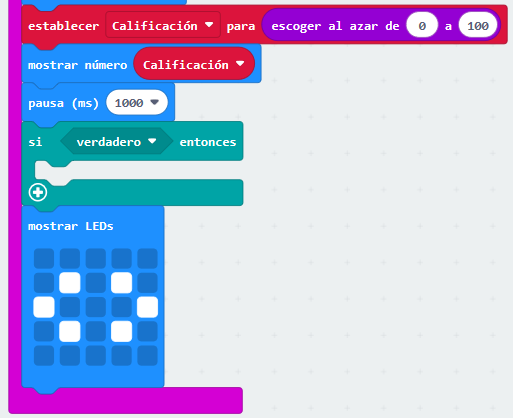 establecer Calificación para escoger al azar de 0 a 100
mostrar número Calificación
pausa (ms) 1000
si verdadero entonces
mostrar LEDs